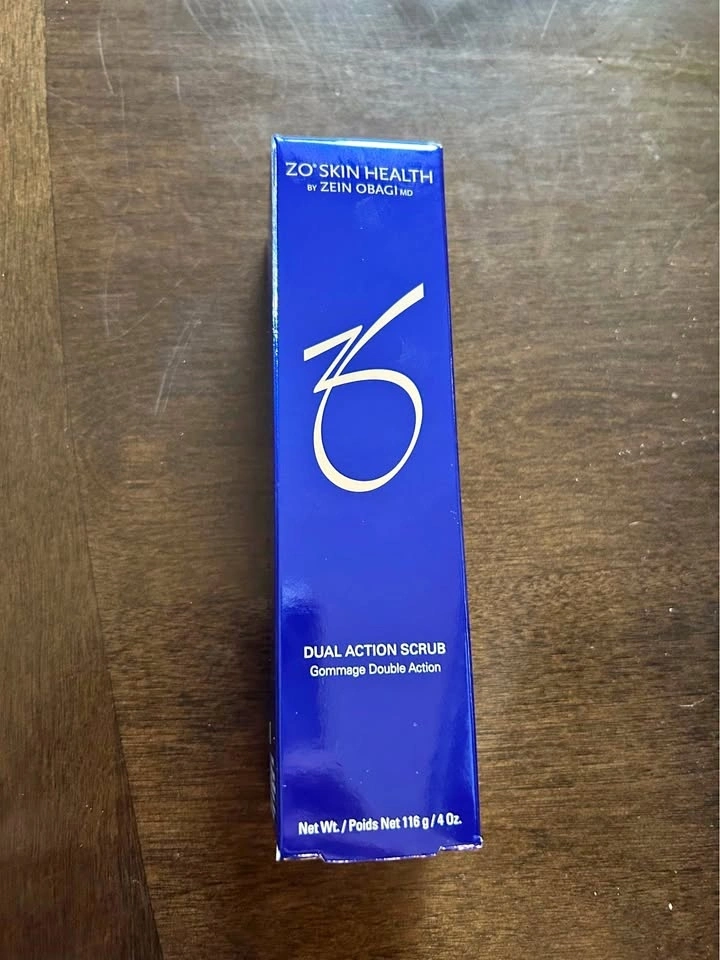 ZO® SKIN HEALTH
BY ZEIN OBAGI MD
ZO
DUAL ACTION SCRUB
Gommage Double Action
Net Wt. / Poids Net 116 g / 4 Oz.